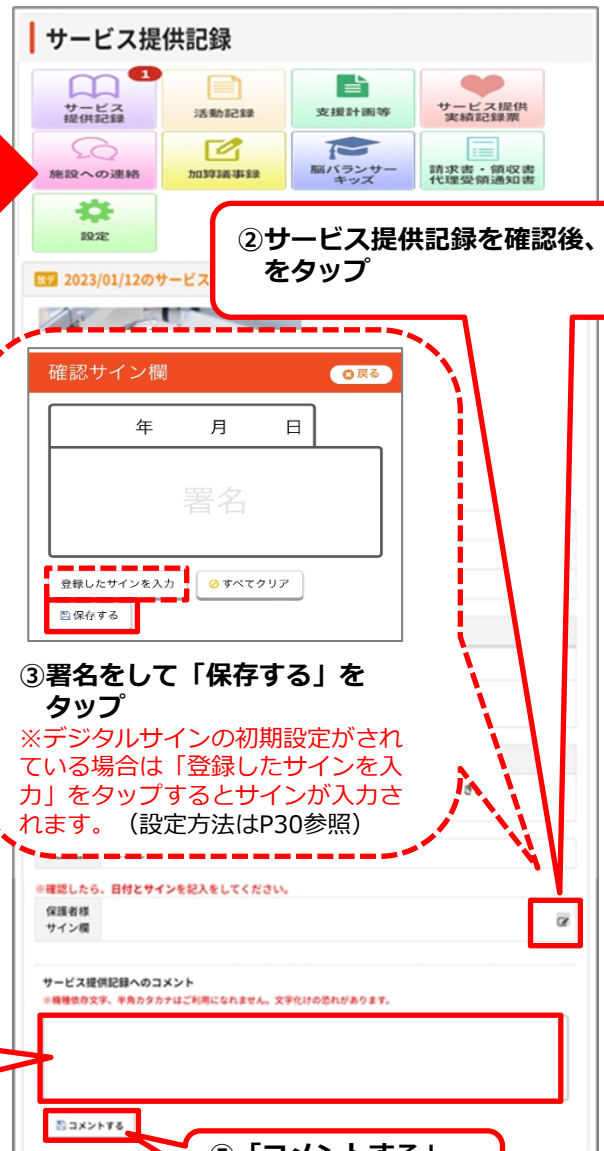 サービス提供記録
1
サービス
提供記録
活動記録
支援計画等
サービス提供
実績記録票
施設への連絡
加算議事録
脳バランサー
キッズ
請求書・領収書
代理受領通知書
設定
②サービス提供記録を確認後、
をタップ
放デ 2023/01/12のサービス
確認サイン欄
戻る
年 月 日
署名
登録したサインを入力
すべてクリア
保存する
③署名をして「保存する」を
タップ
※デジタルサインの初期設定がされ
ている場合は「登録したサインを入
力」をタップするとサインが入力さ
れます。（設定方法はP30参照）
※確認したら、日付とサインを記入をしてください。
保護者様
サイン欄
サービス提供記録へのコメント
※機種依存文字、半角カタカナはご利用になれません。文字化けの恐れがあります。
コメントする
⑤「コメントする」